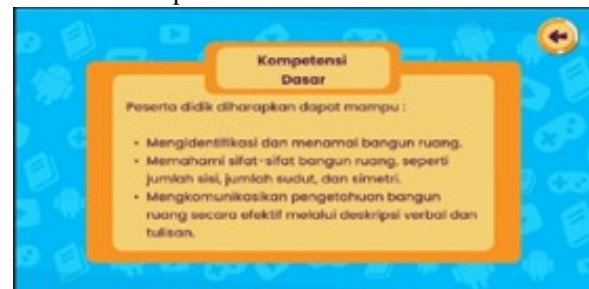 Kompetensi
Dasar
Peserta didik diharapkan dapat mampu :
• Mengidentifikasi dan menamai bangun ruang.
• Memahami sifat-sifat bangun ruang, seperti
jumlah sisi, jumlah sudut, dan simetri.
• Mengkomunikasikan pengetahuan bangun
ruang secara efektif melalui deskripsi verbal dan
tulisan.